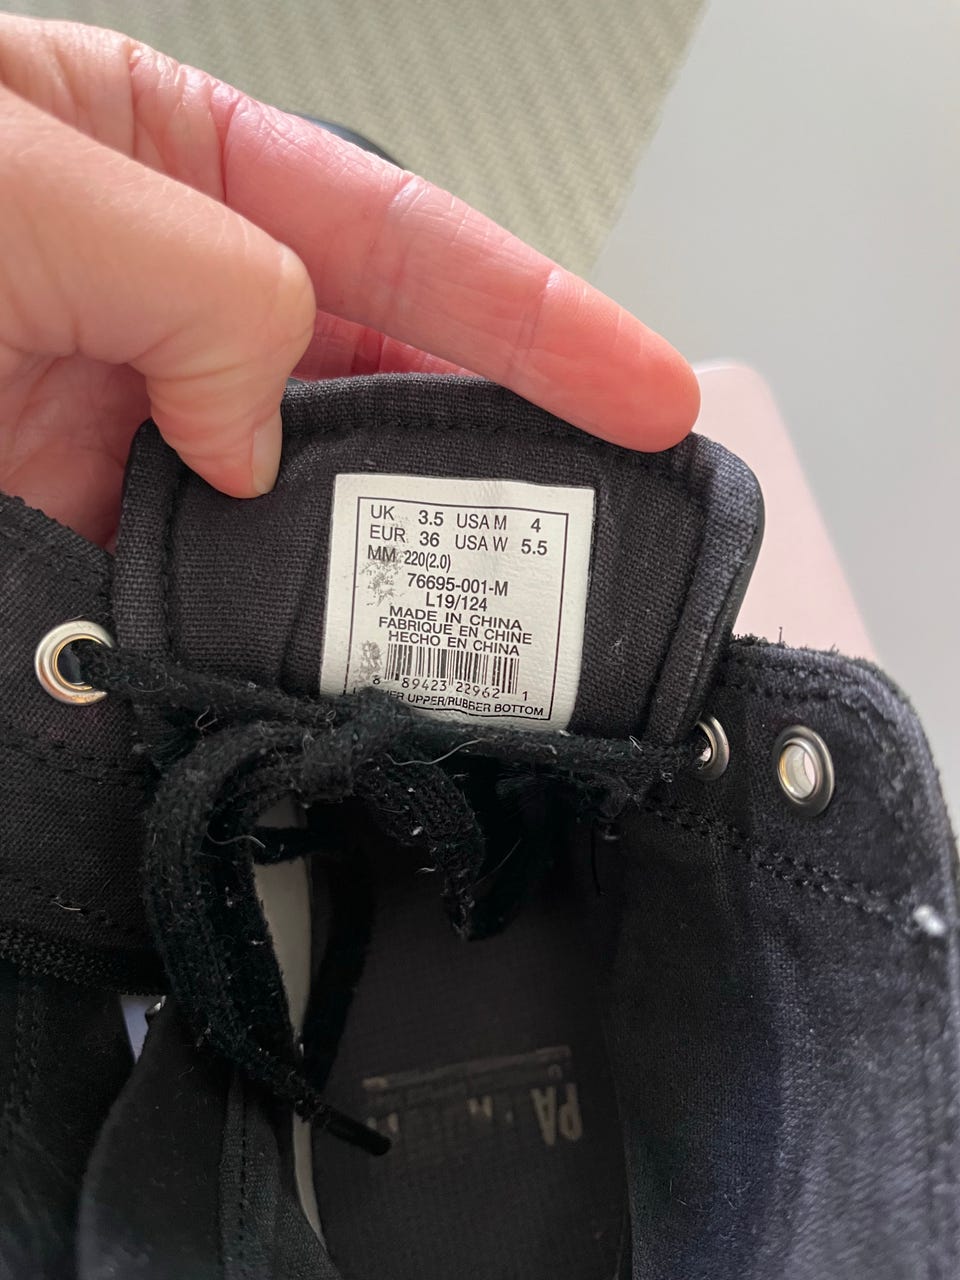 UK 3.5 USA M 4
EUR 36 USA W 5.5
MM 220(2.0)
76695-001-M
L19/124
MADE IN CHINA
FABRIQUE EN CHINE
HECHO EN CHINA
8 89423 22962 1
UPPER/RUBBER BOTTOM